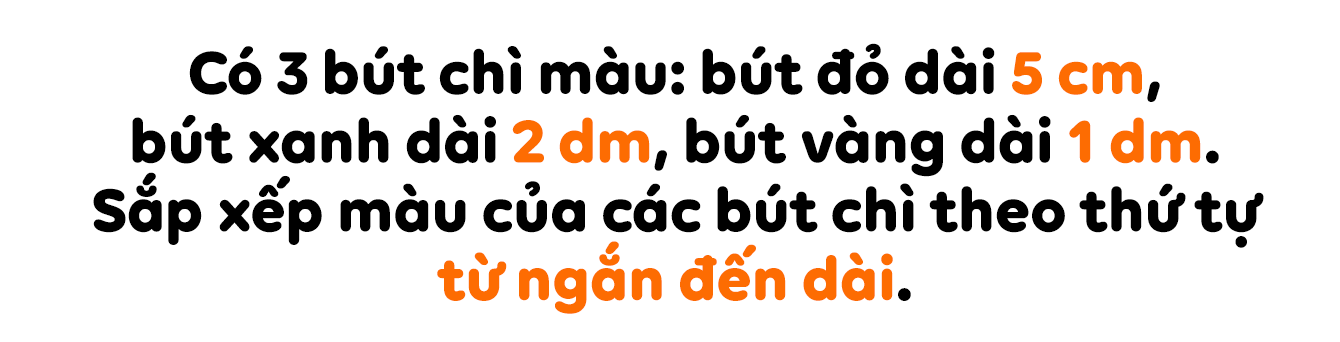 Có 3 bút chì màu: bút đỏ dài 5 cm,
bút xanh dài 2 dm, bút vàng dài 1 dm.
Sắp xếp màu của các bút chì theo thứ tự
từ ngắn đến dài.